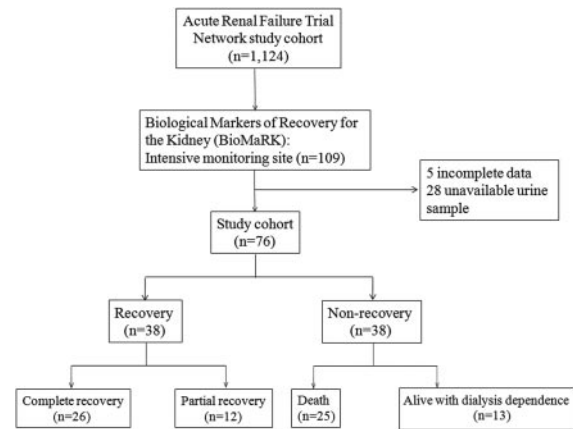 Acute Renal Failure Trial
Network study cohort
(n=1,124)
Biological Markers of Recovery for
the Kidney (BioMaRK):
Intensive monitoring site (n=109)
5 incomplete data
28 unavailable urine
sample
Study cohort
(n=76)
Recovery
(n=38)
Non-recovery
(n=38)
Complete recovery
(n=26)
Partial recovery
(n=12)
Death
(n=25)
Alive with dialysis dependence
(n=13)